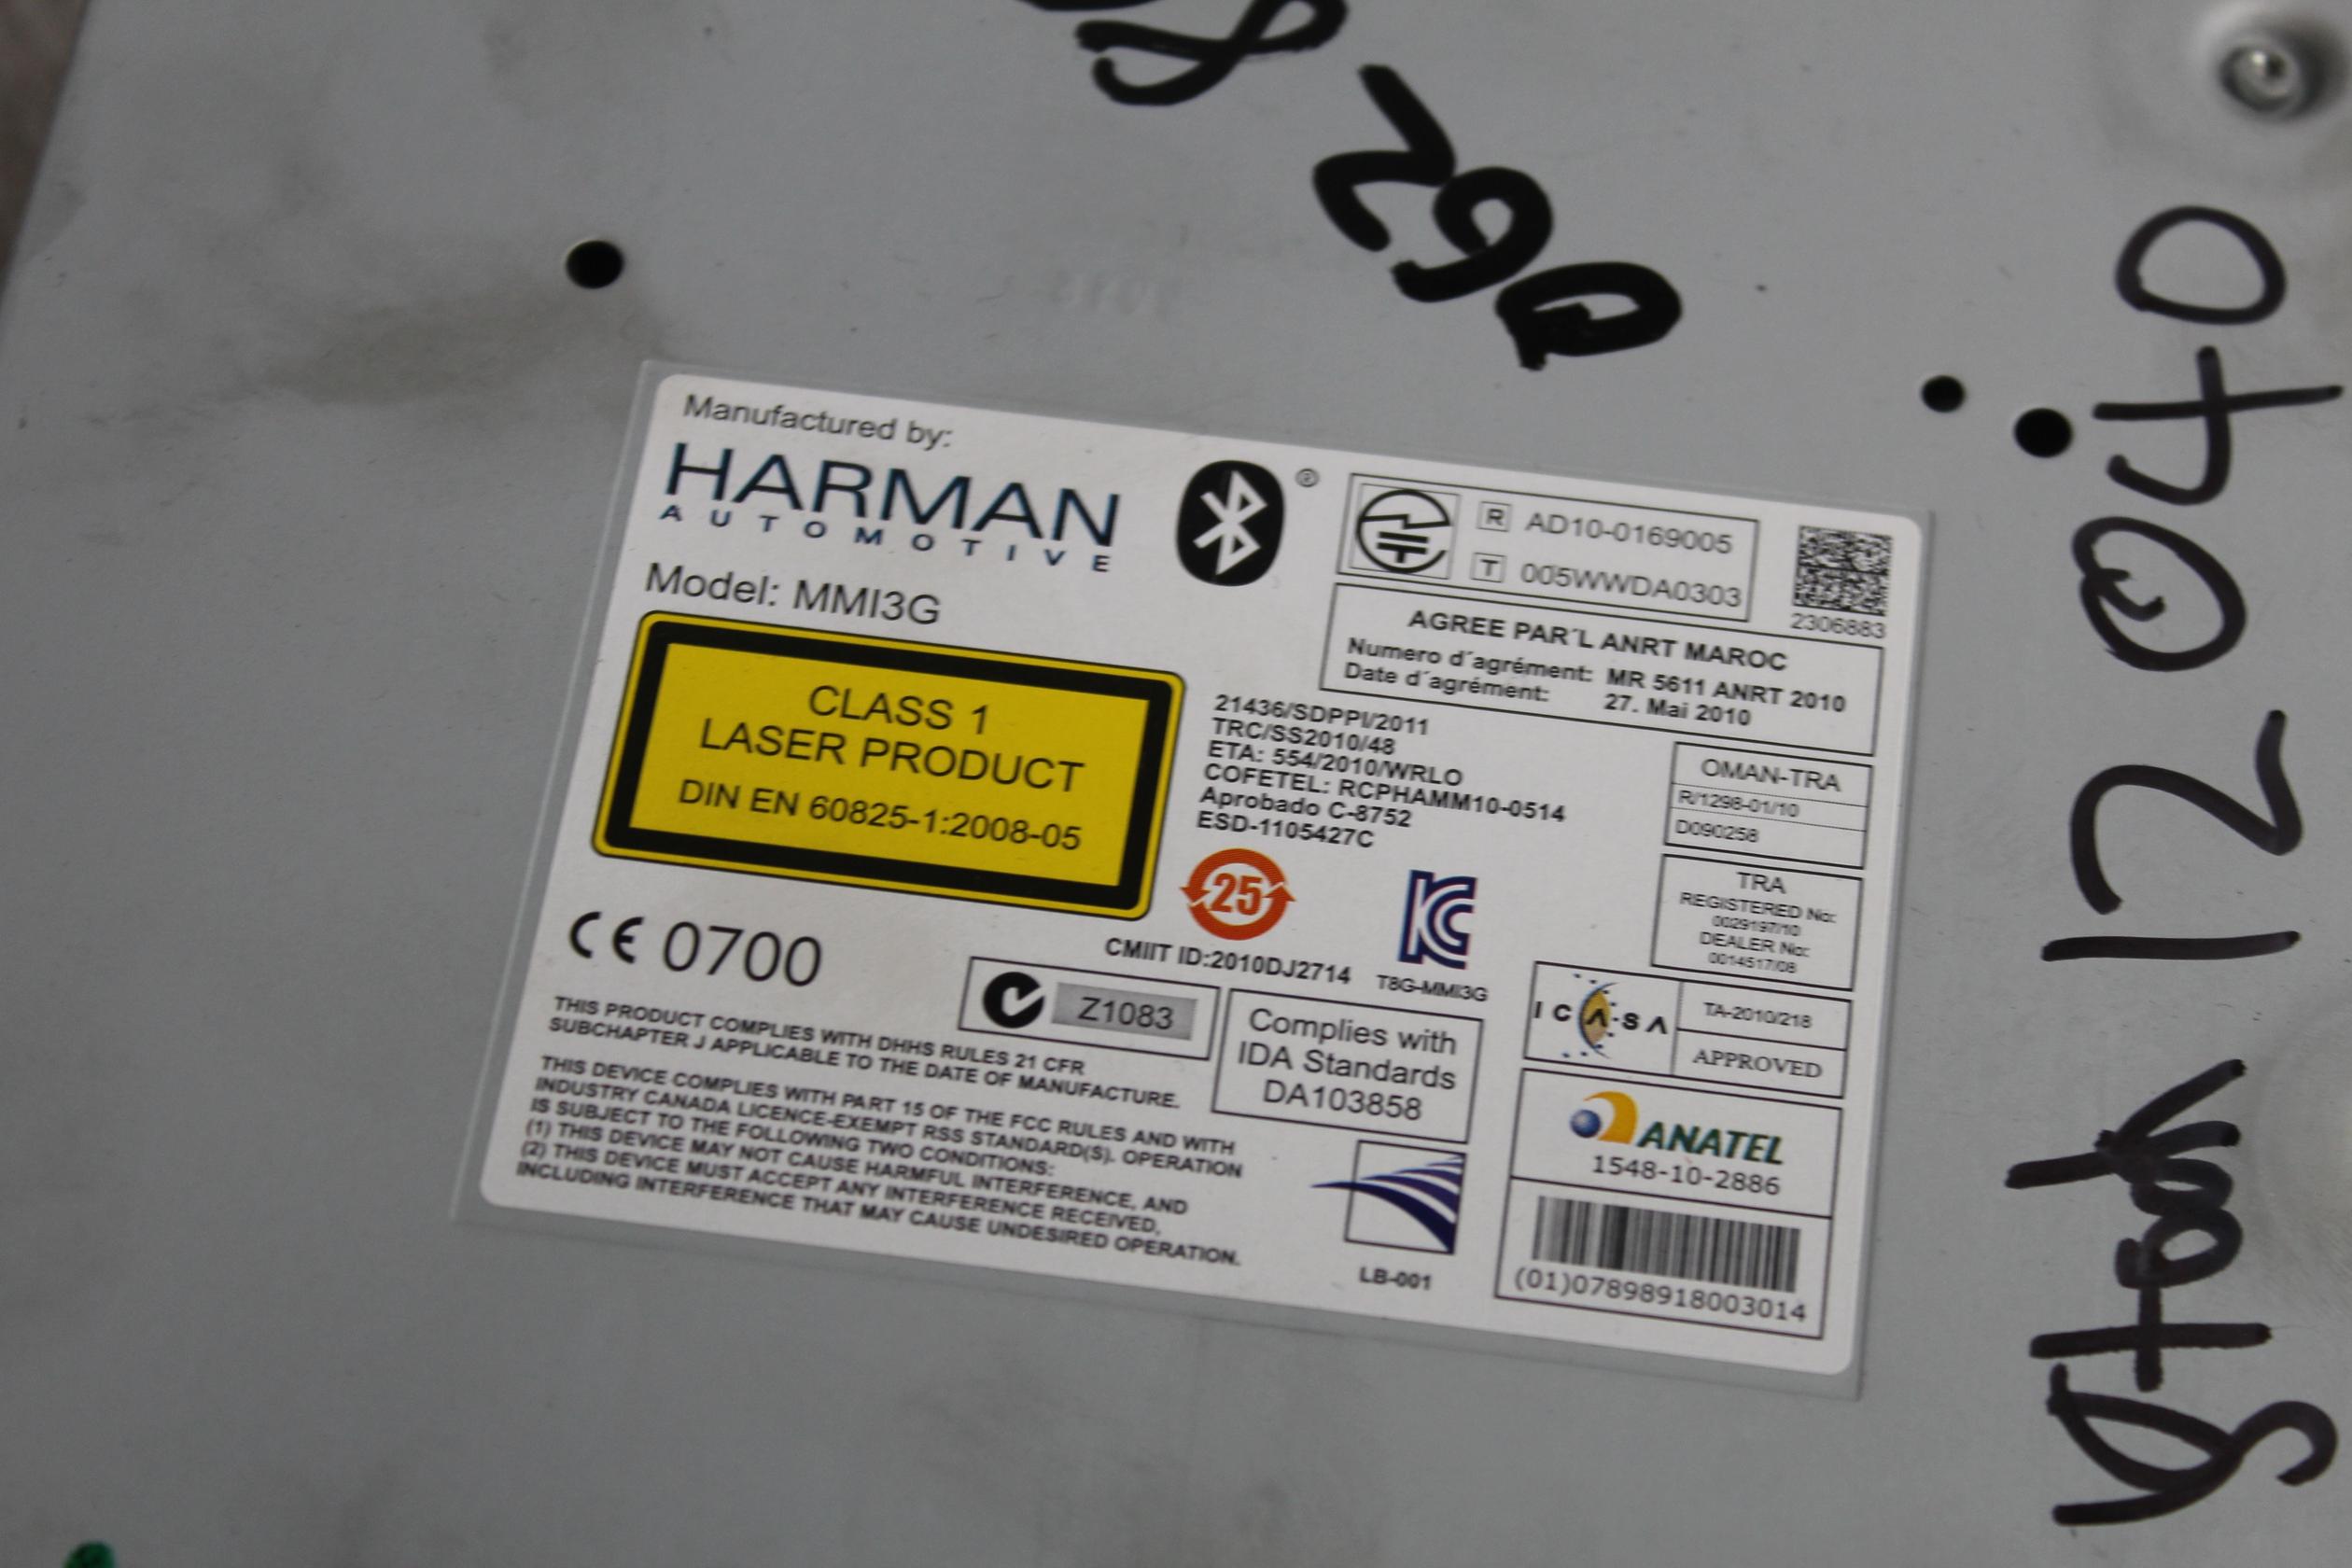 Manufactured by:
HARMAN
AUTOMOTIVE
Model: MMI3G
CLASS 1
LASER PRODUCT
DIN EN 60825-1:2008-05
CE 0700
THIS PRODUCT COMPLIES WITH DHHS RULES 21 CFR
SUBCHAPTER J APPLICABLE TO THE DATE OF MANUFACTURE.
THIS DEVICE COMPLIES WITH PART 15 OF THE FCC RULES AND WITH
INDUSTRY CANADA LICENCE-EXEMPT RSS STANDARD(S). OPERATION
IS SUBJECT TO THE FOLLOWING TWO CONDITIONS:
(1) THIS DEVICE MAY NOT CAUSE HARMFUL INTERFERENCE, AND
(2) THIS DEVICE MUST ACCEPT ANY INTERFERENCE RECEIVED,
INCLUDING INTERFERENCE THAT MAY CAUSE UNDESIRED OPERATION.
®
R AD10-0169005
T 005WWDA0303
2306883
AGREE PAR´L ANRT MAROC
Numero d´agrément: MR 5611 ANRT 2010
Date d´agrément: 27. Mai 2010
21436/SDPPI/2011
TRC/SS2010/48
ETA: 554/2010/WRLO
COFETEL: RCPHAMM10-0514
Aprobado C-8752
ESD-1105427C
25
CMIIT ID:2010DJ2714
KC
T8G-MMI3G
Z1083
Complies with
IDA Standards
DA103858
LB-001
OMAN-TRA
R/1298-01/10
D090258
TRA
REGISTERED No:
0029197/10
DEALER No:
0014517/08
ICASA
TA-2010/218
APPROVED
ANATEL
1548-10-2886
(01)07898918003014